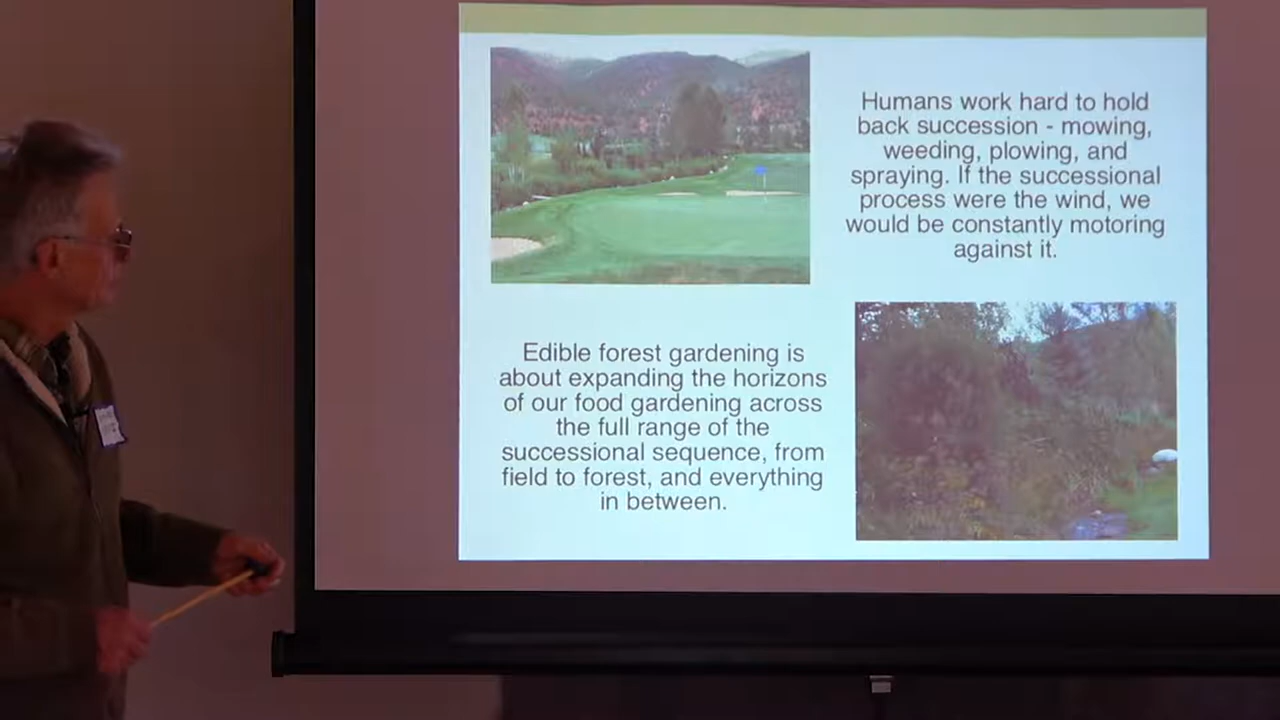 Humans work hard to hold
back succession - mowing,
weeding, plowing, and
spraying. If the successional
process were the wind, we
would be constantly motoring
against it.
Edible forest gardening is
about expanding the horizons
of our food gardening across
the full range of the
successional sequence, from
field to forest, and everything
in between.